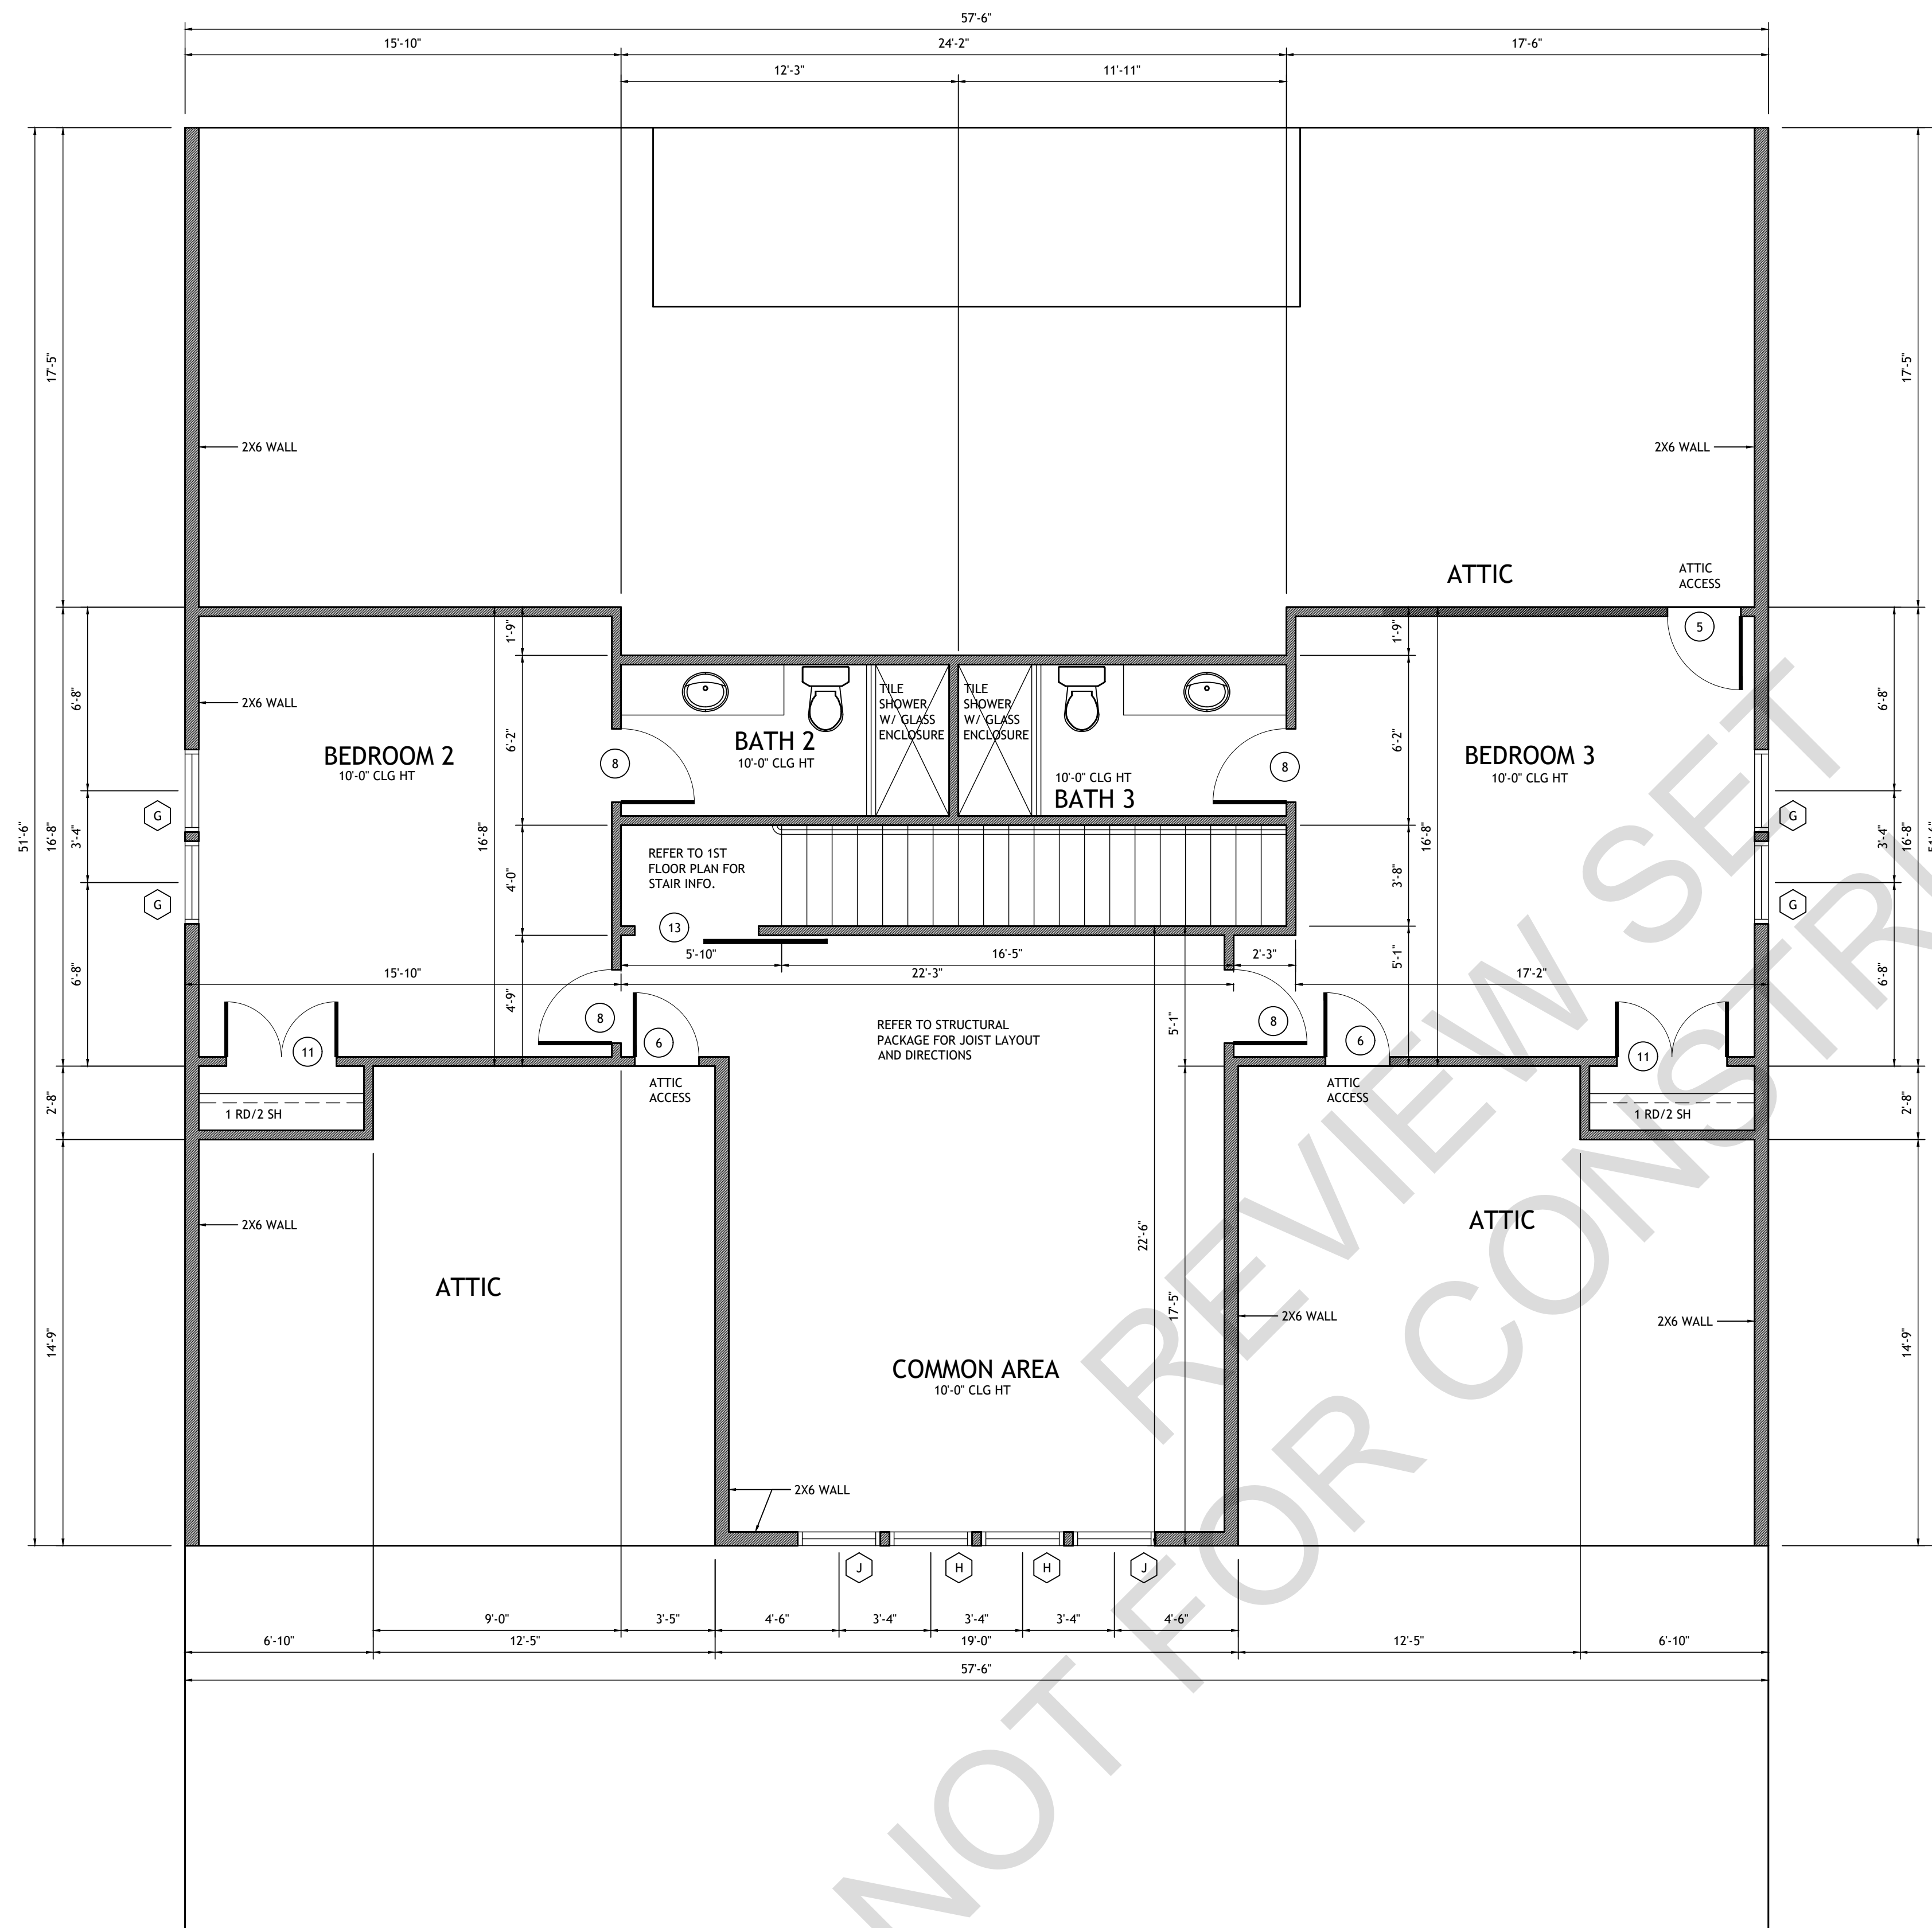 57'-6"
15'-10"
24'-2"
17'-6"
12'-3"
11'-11"
17'-5"
17'-5"
2X6 WALL
2X6 WALL
ATTIC
ATTIC
ACCESS
5
1'-9"
1'-9"
6'-8"
6'-8"
2X6 WALL
TILE
SHOWER
W/ GLASS
ENCLOSURE
TILE
SHOWER
W/ GLASS
ENCLOSURE
6'-2"
6'-2"
BEDROOM 2
10'-0" CLG HT
BATH 2
10'-0" CLG HT
8
10'-0" CLG HT
BATH 3
8
BEDROOM 3
10'-0" CLG HT
G
G
51'-6"
16'-8"
3'-4"
16'-8"
16'-8"
3'-4"
16'-8"
REFER TO 1ST
FLOOR PLAN FOR
STAIR INFO.
4'-0"
3'-8"
G
G
13
5'-10"
16'-5"
2'-3"
5'-1"
6'-8"
15'-10"
22'-3"
17'-2"
6'-8"
4'-9"
8
6
REFER TO STRUCTURAL
PACKAGE FOR JOIST LAYOUT
AND DIRECTIONS
5'-1"
8
6
11
11
ATTIC
ACCESS
ATTIC
ACCESS
2'-8"
2'-8"
1 RD/2 SH
1 RD/2 SH
2X6 WALL
22'-6"
ATTIC
ATTIC
17'-5"
2X6 WALL
2X6 WALL
14'-9"
14'-9"
COMMON AREA
10'-0" CLG HT
2X6 WALL
J
H
H
J
9'-0"
3'-5"
4'-6"
3'-4"
3'-4"
3'-4"
4'-6"
6'-10"
12'-5"
19'-0"
12'-5"
6'-10"
57'-6"
REVIEW SET
NOT FOR CONSTR